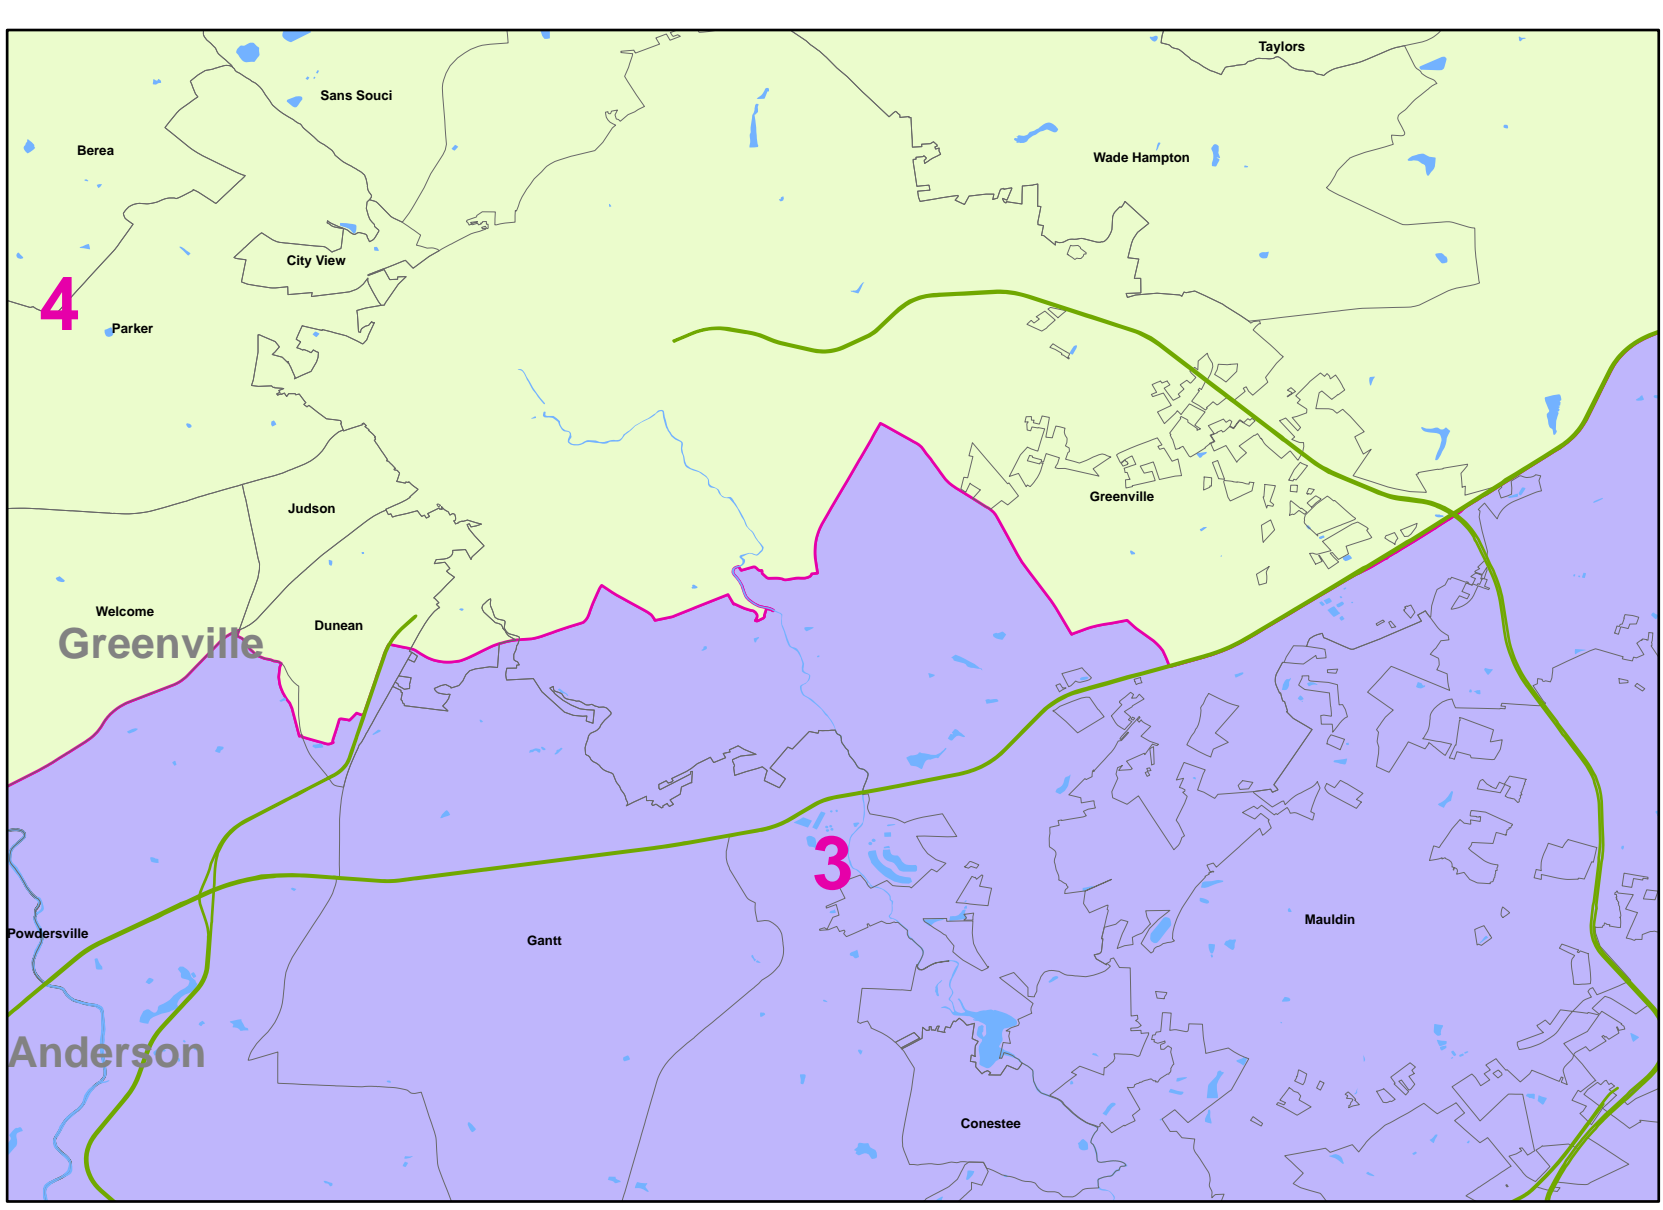 Taylors
Sans Souci
Berea
Wade Hampton
City View
4
Parker
Greenville
Judson
Welcome
Dunean
Greenville
3
Mauldin
Powdersville
Gantt
Anderson
Conestee